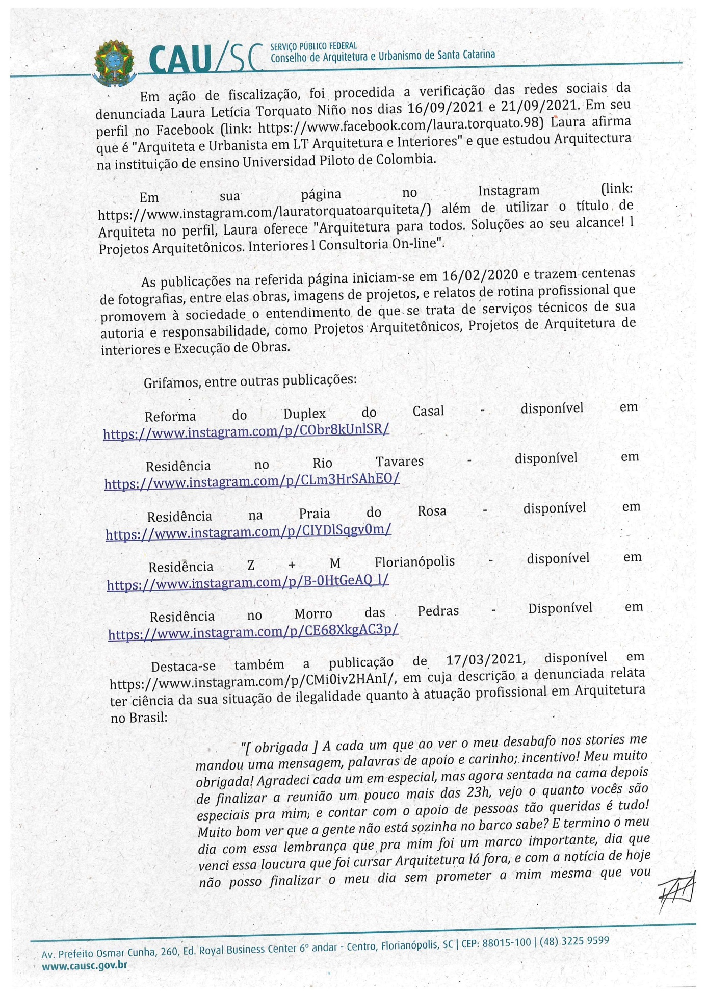 CAU/SC
SERVIÇO PÚBLICO FEDERAL
Conselho de Arquitetura e Urbanismo de Santa Catarina
Em ação de fiscalização, foi procedida a verificação das redes sociais da
denunciada Laura Letícia Torquato Niño nos dias 16/09/2021 e 21/09/2021. Em seu
perfil no Facebook (link: https://www.facebook.com/laura.torquato.98) Laura afirma
que é "Arquiteta e Urbanista em LT Arquitetura e Interiores" e que estudou Arquitectura
na instituição de ensino Universidad Piloto de Colombia.
Em sua página no Instagram (link:
https://www.instagram.com/lauratorquatoarquiteta/) além de utilizar o título de
Arquiteta no perfil, Laura oferece "Arquitetura para todos. Soluções ao seu alcance! l
Projetos Arquitetônicos. Interiores l Consultoria On-line".
As publicações na referida página iniciam-se em 16/02/2020 e trazem centenas
de fotografias, entre elas obras, imagens de projetos, e relatos de rotina profissional que
promovem à sociedade o entendimento de que se trata de serviços técnicos de sua
autoria e responsabilidade, como Projetos Arquitetônicos, Projetos de Arquitetura de
interiores e Execução de Obras.
Grifamos, entre outras publicações:
Reforma do Duplex do Casal - disponível em
https://www.instagram.com/p/CObr8kUnlSR/
Residência no Rio Tavares - disponível em
https://www.instagram.com/p/CLm3HrSAhEO/
Residência na Praia do Rosa - disponível em
https://www.instagram.com/p/CIYDlSqgv0m/
Residência Z + M Florianópolis - disponível em
https://www.instagram.com/p/B-0HtGeAQ_l/
Residência no Morro das Pedras - Disponível em
https://www.instagram.com/p/CE68XkgAC3p/
Destaca-se também a publicação de 17/03/2021, disponível em
https://www.instagram.com/p/CMi0iv2HAnI/, em cuja descrição a denunciada relata
ter ciência da sua situação de ilegalidade quanto à atuação profissional em Arquitetura
no Brasil:
"[ obrigada ] A cada um que ao ver o meu desabafo nos stories me
mandou uma mensagem, palavras de apoio e carinho; incentivo! Meu muito
obrigada! Agradeci cada um em especial, mas agora sentada na cama depois
de finalizar a reunião um pouco mais das 23h, vejo o quanto vocês são
especiais pra mim, e contar com o apoio de pessoas tão queridas é tudo!
Muito bom ver que a gente não está sozinha no barco sabe? E termino o meu
dia com essa lembrança que pra mim foi um marco importante, dia que
venci essa loucura que foi cursar Arquitetura lá fora, e com a notícia de hoje
não posso finalizar o meu dia sem prometer a mim mesma que vou
Av. Prefeito Osmar Cunha, 260, Ed. Royal Business Center 6º andar - Centro, Florianópolis, SC | CEP: 88015-100 | (48) 3225 9599
www.causc.gov.br